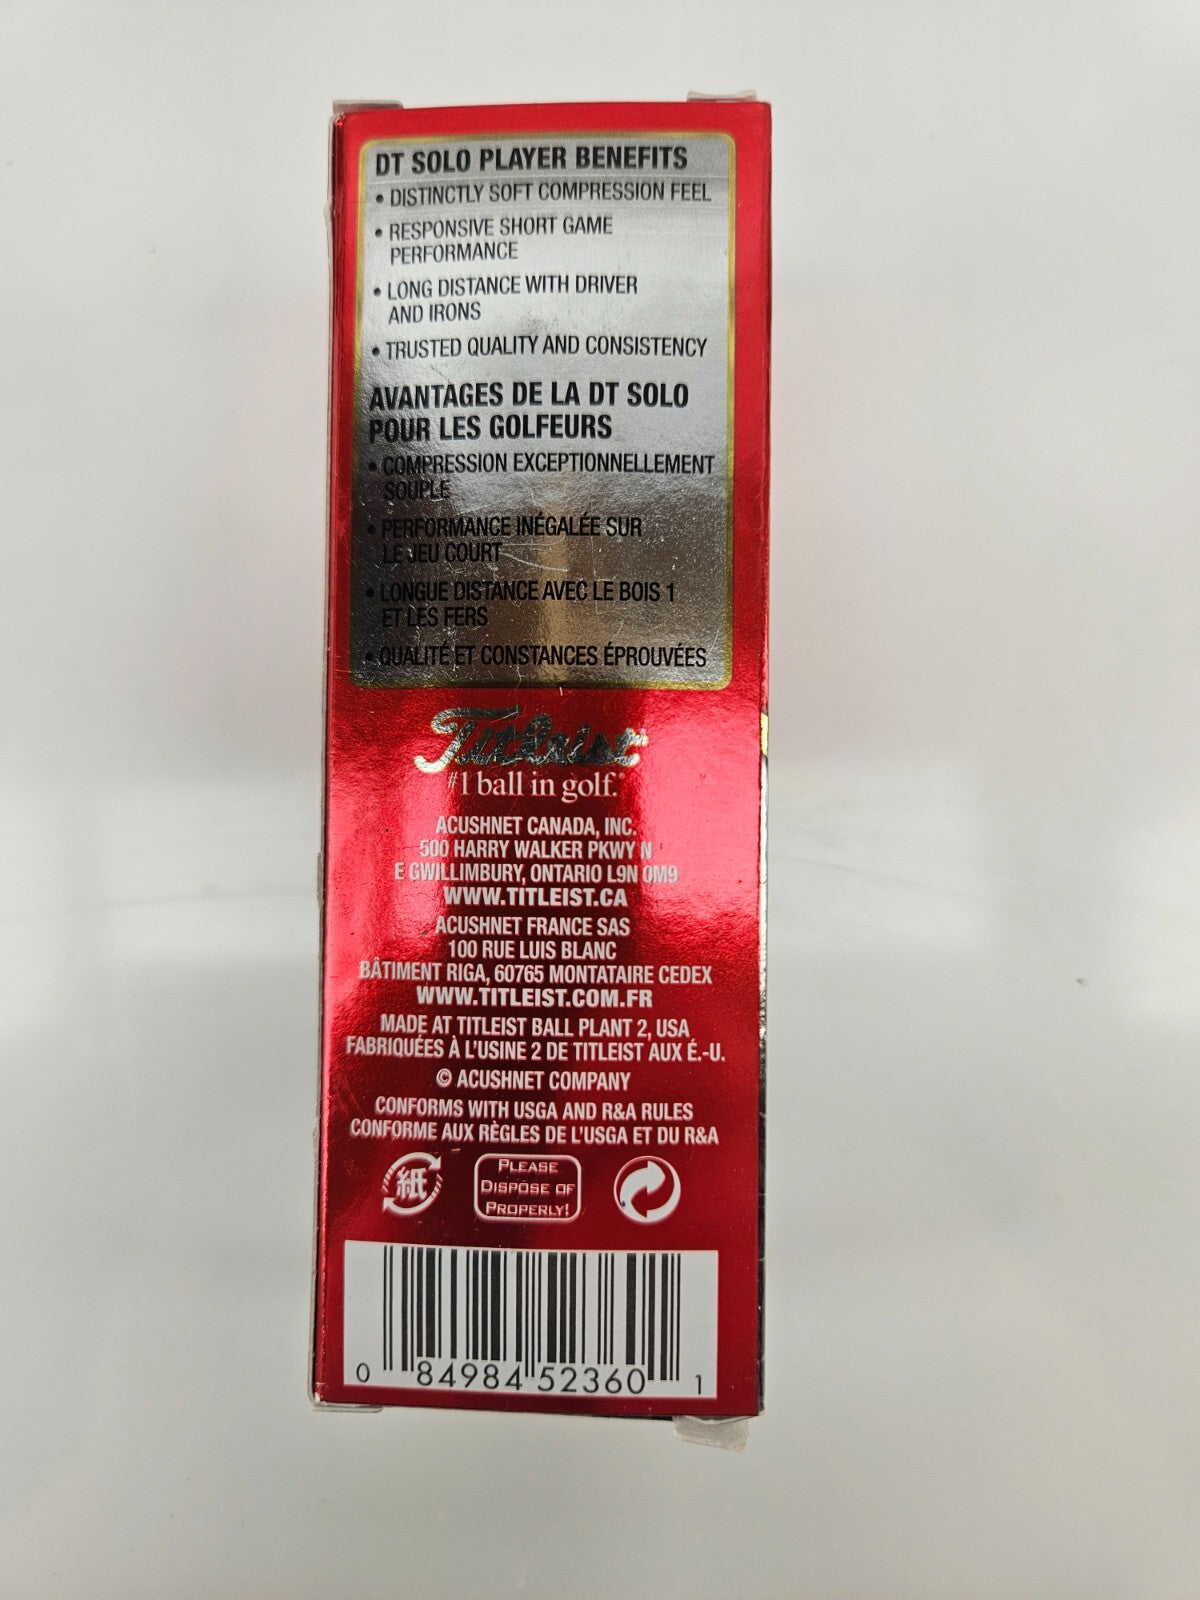 DT SOLO PLAYER BENEFITS
• DISTINCTLY SOFT COMPRESSION FEEL
• RESPONSIVE SHORT GAME
PERFORMANCE
• LONG DISTANCE WITH DRIVER
AND IRONS
• TRUSTED QUALITY AND CONSISTENCY
AVANTAGES DE LA DT SOLO
POUR LES GOLFEURS
• COMPRESSION EXCEPTIONNELLEMENT
SOUPLE
• PERFORMANCE INÉGALÉE SUR
LE JEU COURT
• LONGUE DISTANCE AVEC LE BOIS 1
ET LES FERS
• QUALITÉ ET CONSTANCES ÉPROUVÉES
Titleist
#1 ball in golf.®
ACUSHNET CANADA, INC.
500 HARRY WALKER PKWY N
E GWILLIMBURY, ONTARIO L9N 0M9
WWW.TITLEIST.CA
ACUSHNET FRANCE SAS
100 RUE LUIS BLANC
BÂTIMENT RIGA, 60765 MONTATAIRE CEDEX
WWW.TITLEIST.COM.FR
MADE AT TITLEIST BALL PLANT 2, USA
FABRIQUÉES À L'USINE 2 DE TITLEIST AUX É.-U.
© ACUSHNET COMPANY
CONFORMS WITH USGA AND R&A RULES
CONFORME AUX RÈGLES DE L'USGA ET DU R&A
紙
PLEASE
DISPOSE OF
PROPERLY!
0 84984 52360 1